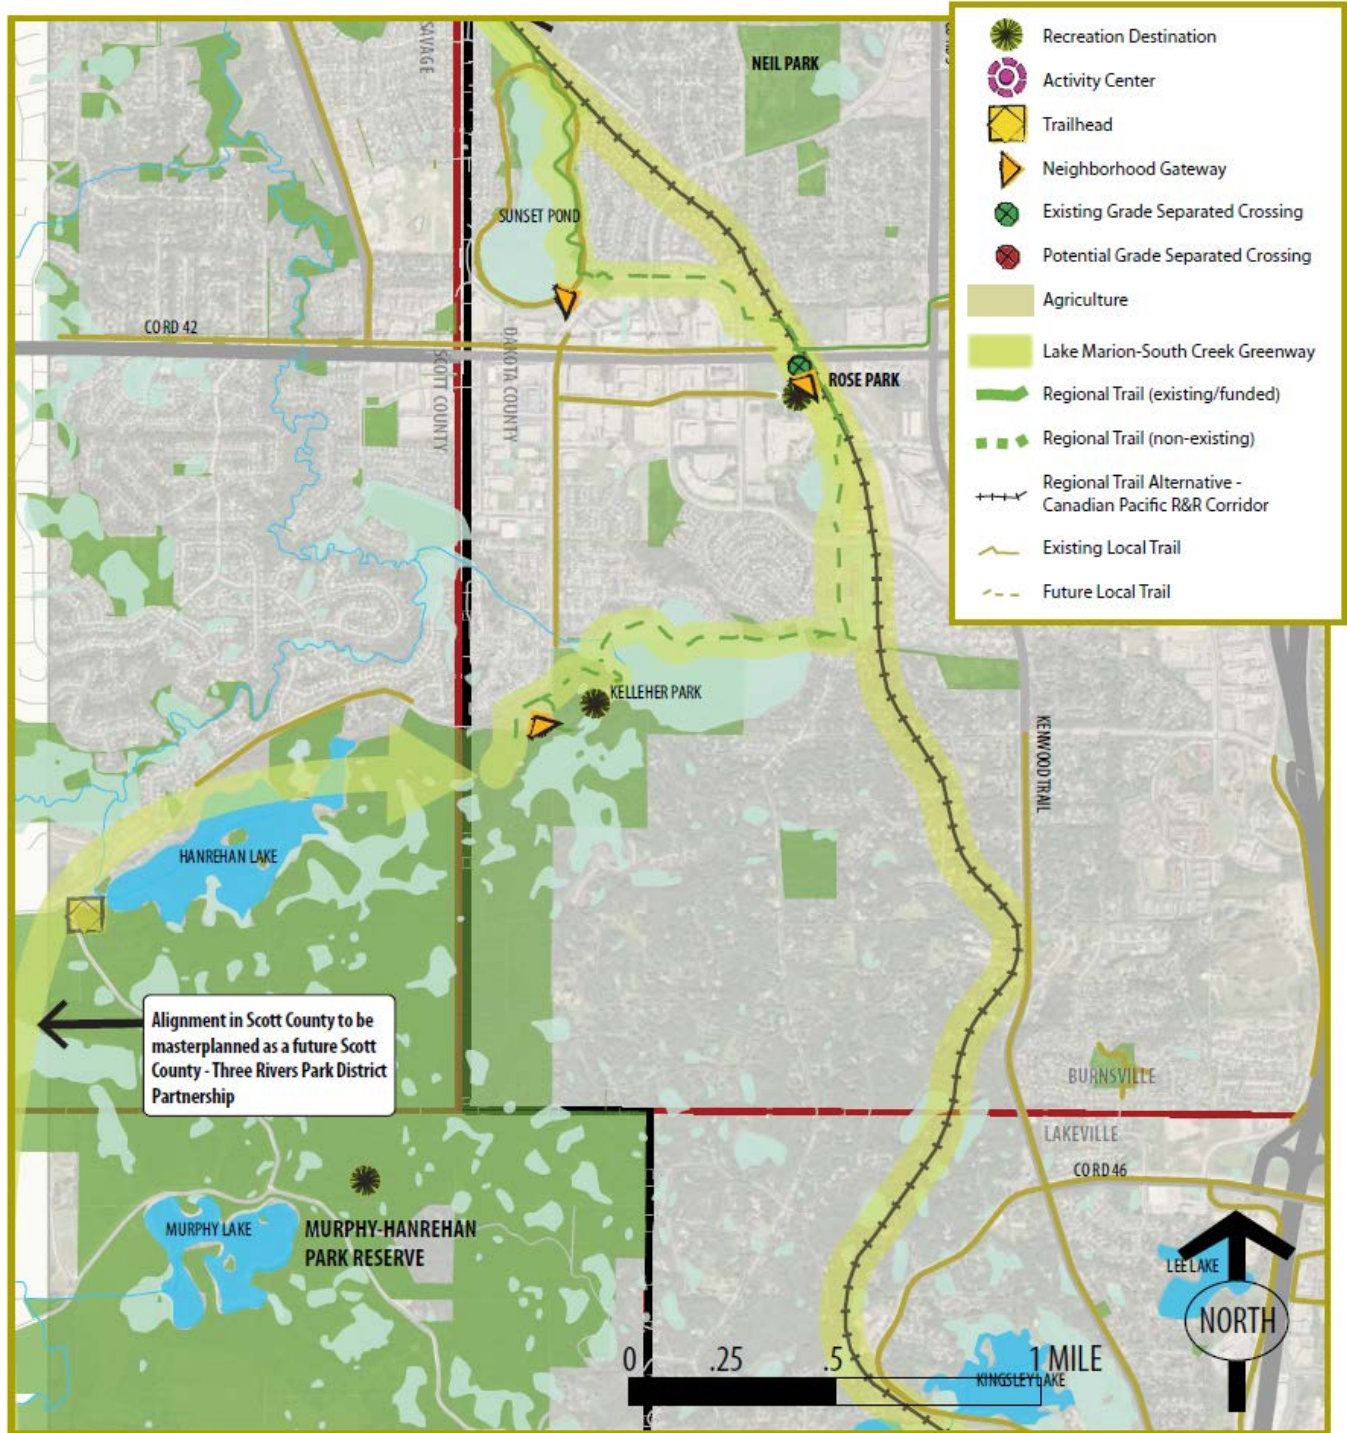 Recreation Destination
Activity Center
Trailhead
Neighborhood Gateway
Existing Grade Separated Crossing
Potential Grade Separated Crossing
Agriculture
Lake Marion-South Creek Greenway
Regional Trail (existing/funded)
Regional Trail (non-existing)
Regional Trail Alternative -
Canadian Pacific R&R Corridor
Existing Local Trail
Future Local Trail
SAVAGE
NEIL PARK
SUNSET POND
CO RD 42
SCOTT COUNTY
DAKOTA COUNTY
ROSE PARK
KELLEHER PARK
KENWOOD TRAIL
HANREHAN LAKE
Alignment in Scott County to be
masterplanned as a future Scott
County - Three Rivers Park District
Partnership
BURNSVILLE
LAKEVILLE
CO RD 46
MURPHY LAKE
MURPHY-HANREHAN
PARK RESERVE
LEE LAKE
NORTH
0 .25 .5 1 MILE
KINGSLEY LAKE